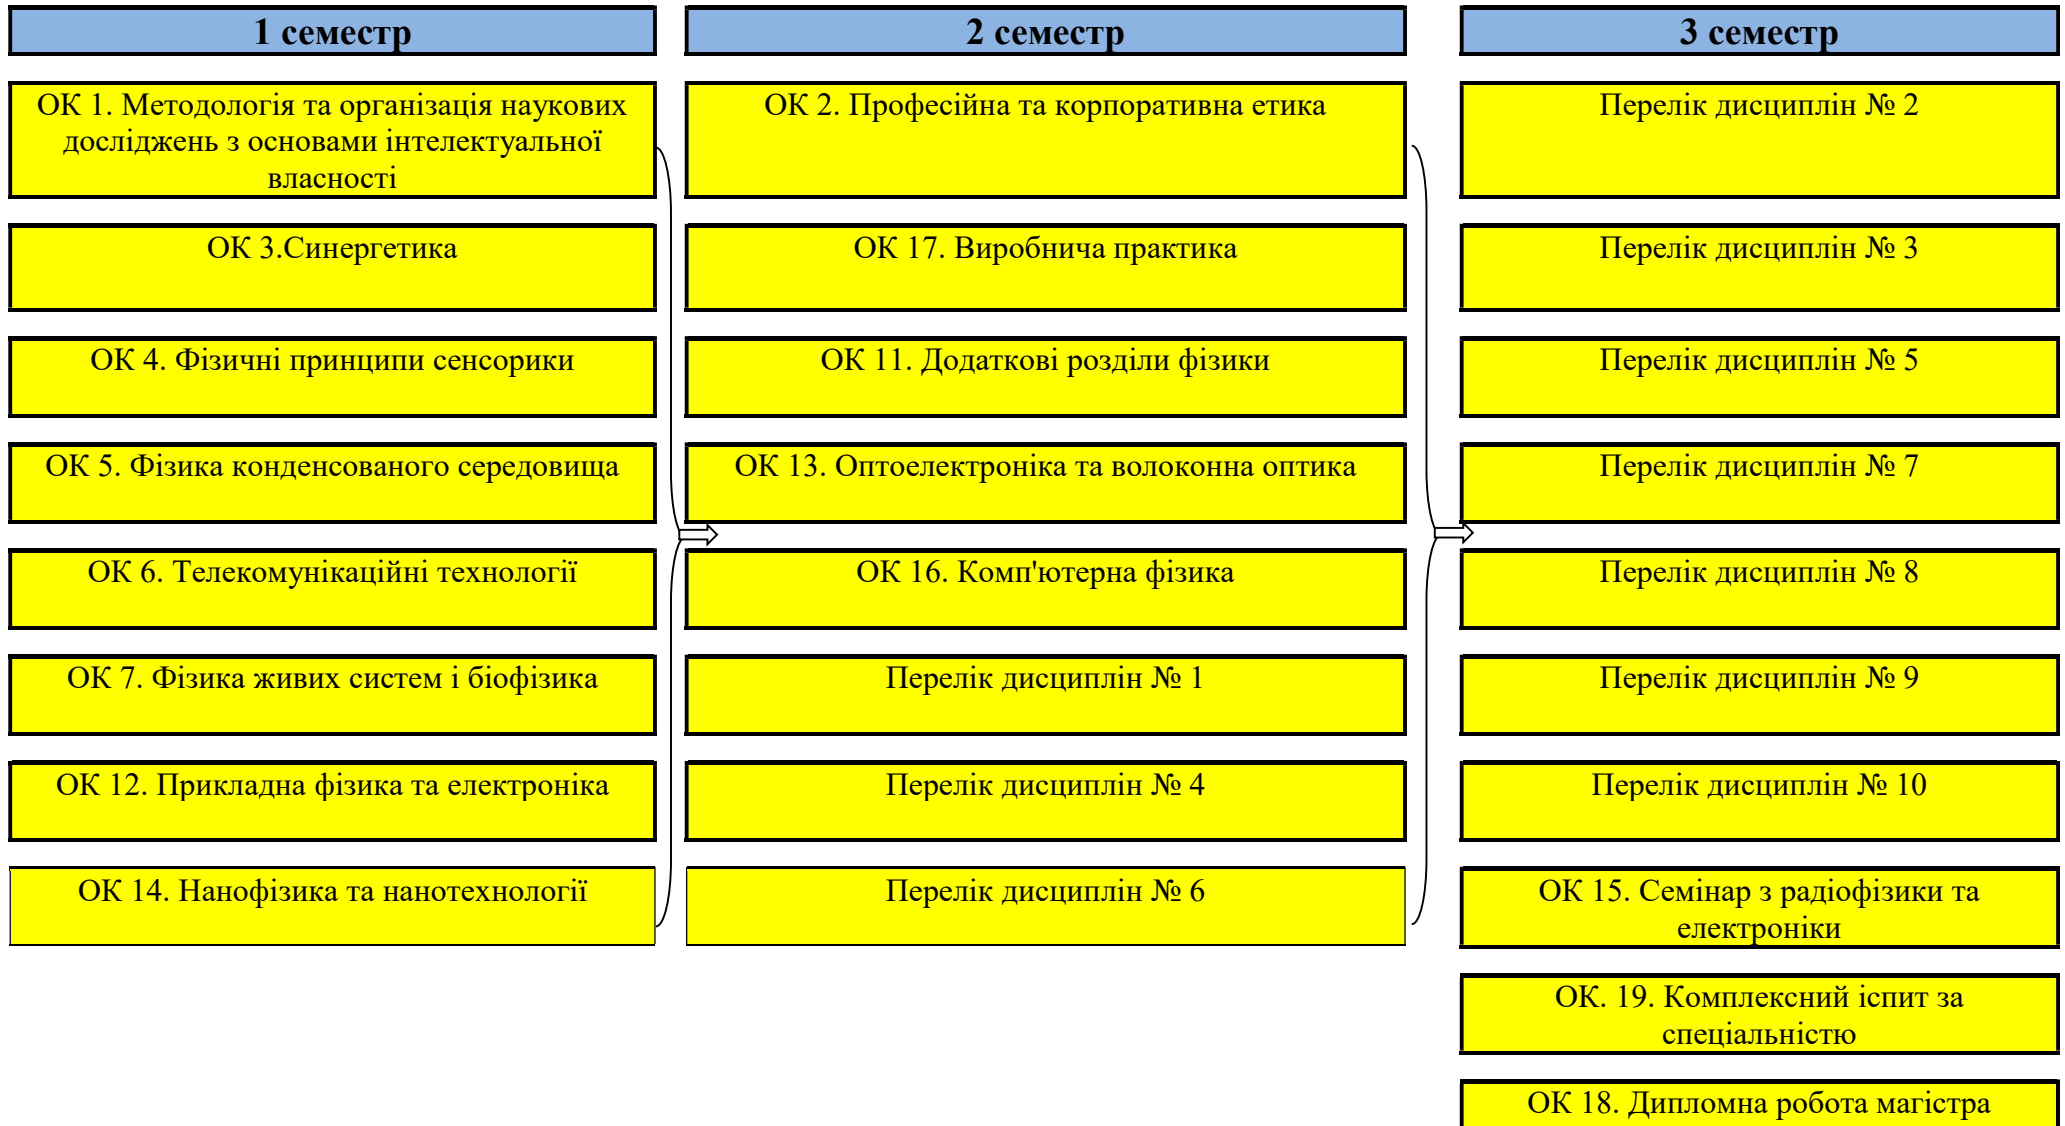 1 семестр
ОК 1. Методологія та організація наукових
досліджень з основами інтелектуальної
власності
ОК 3.Синергетика
ОК 4. Фізичні принципи сенсорики
ОК 5. Фізика конденсованого середовища
ОК 6. Телекомунікаційні технології
ОК 7. Фізика живих систем і біофізика
ОК 12. Прикладна фізика та електроніка
ОК 14. Нанофізика та нанотехнології
2 семестр
ОК 2. Професійна та корпоративна етика
ОК 17. Виробнича практика
ОК 11. Додаткові розділи фізики
ОК 13. Оптоелектроніка та волоконна оптика
ОК 16. Комп'ютерна фізика
Перелік дисциплін № 1
Перелік дисциплін № 4
Перелік дисциплін № 6
3 семестр
Перелік дисциплін № 2
Перелік дисциплін № 3
Перелік дисциплін № 5
Перелік дисциплін № 7
Перелік дисциплін № 8
Перелік дисциплін № 9
Перелік дисциплін № 10
ОК 15. Семінар з радіофізики та
електроніки
ОК. 19. Комплексний іспит за
спеціальністю
ОК 18. Дипломна робота магістра